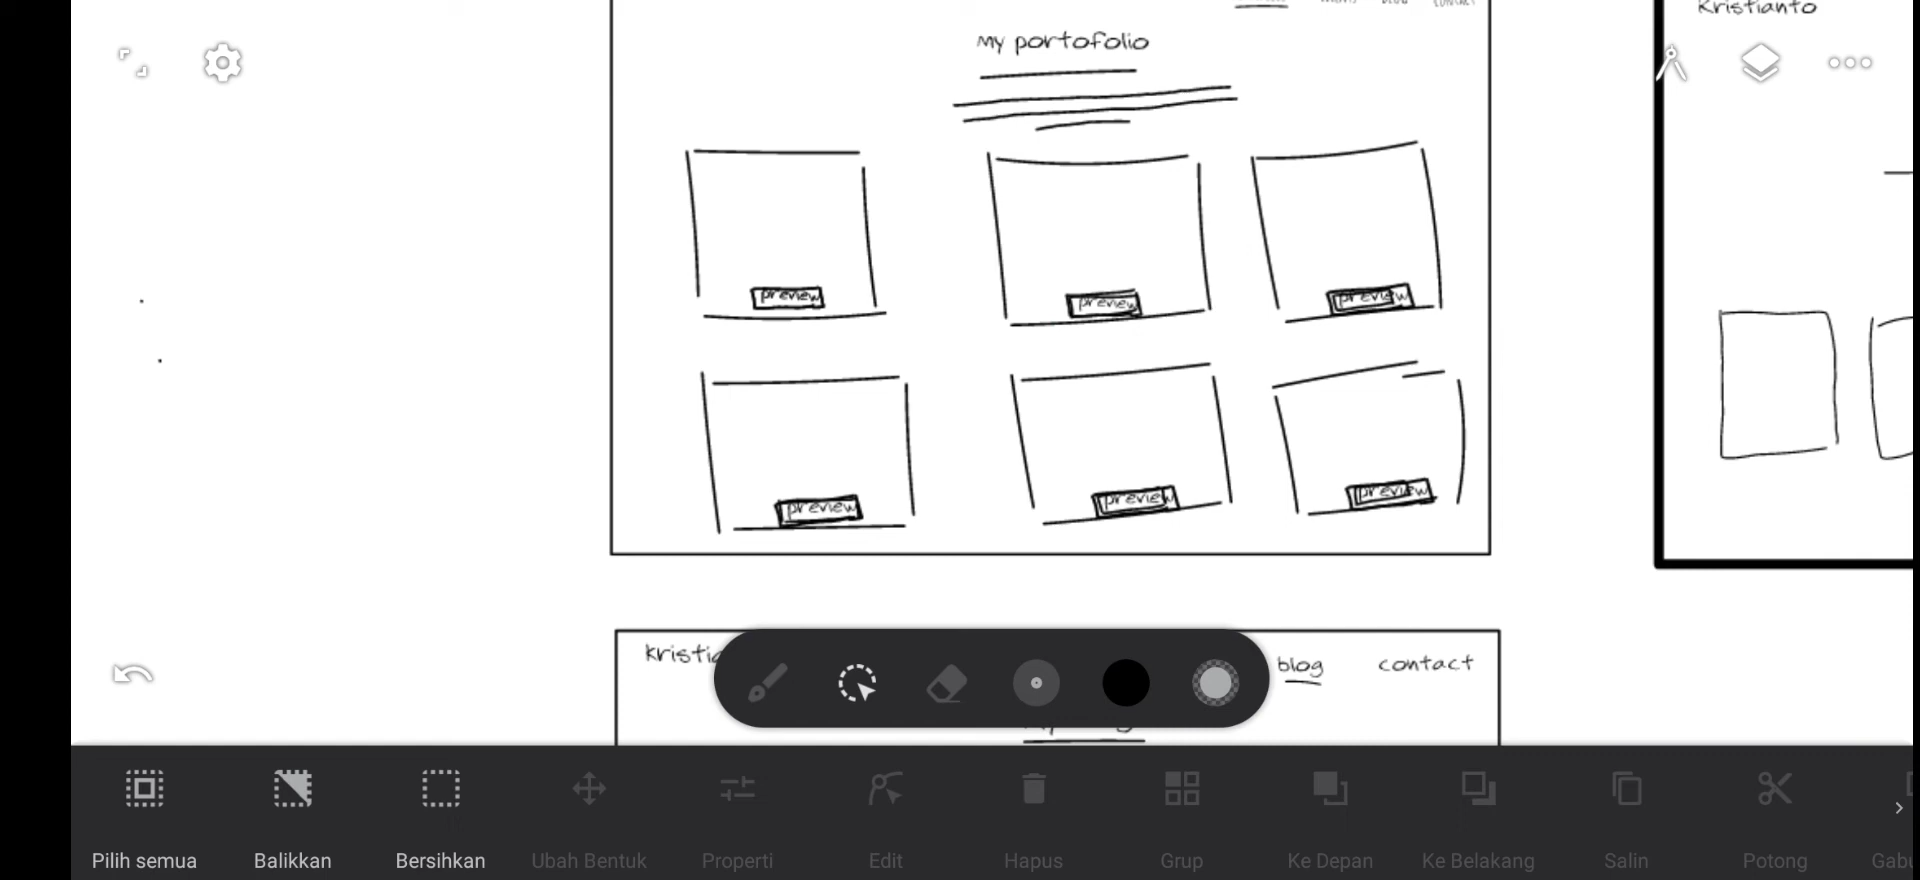 CONTACT
Kristianto
My portofolio
preview
preview
preview
preview
preview
preview
blog
contact
Pilih semua
Balikkan
Bersihkan
Ubah Bentuk
Properti
Edit
Hapus
Grup
Ke Depan
Ke Belakang
Salin
Potong